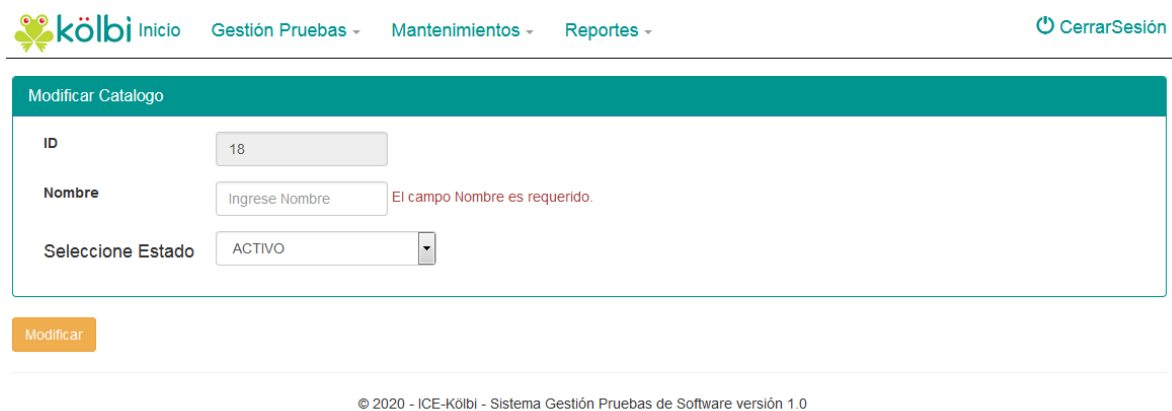 kölbi Inicio Gestión Pruebas Mantenimientos Reportes CerrarSesión
Modificar Catalogo
ID 18
Nombre Ingrese Nombre El campo Nombre es requerido.
Seleccione Estado ACTIVO
Modificar
© 2020 - ICE-Kölbi - Sistema Gestión Pruebas de Software versión 1.0